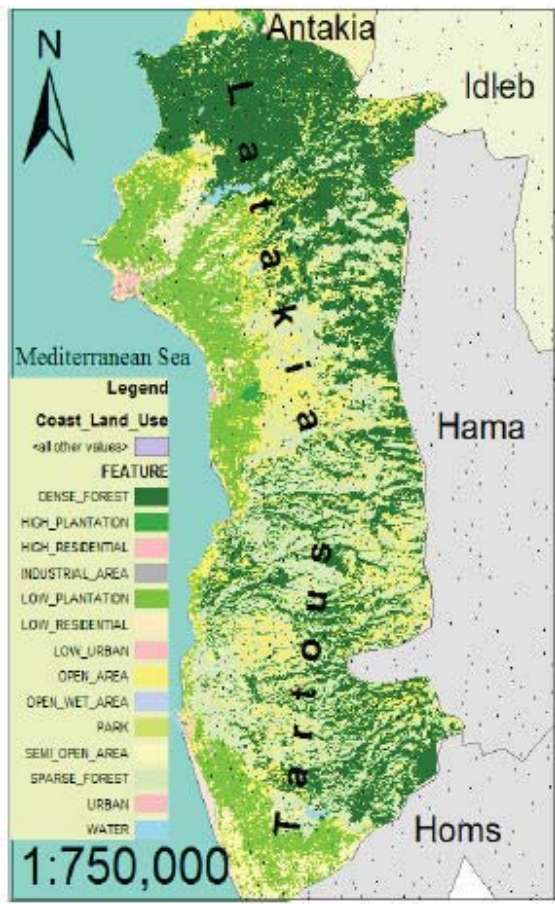 N
Antakia
Idleb
Latakia
Mediterranean Sea
Hama
Legend
Coast_Land_Use
<all other values>
FEATURE
DENSE_FOREST
HIGH_PLANTATION
HIGH_RESIDENTIAL
INDUSTRIAL_AREA
LOW_PLANTATION
LOW_RESIDENTIAL
LOW_URBAN
OPEN_AREA
OPEN_WET_AREA
PARK
SEMI_OPEN_AREA
SPARSE_FOREST
URBAN
WATER
Tartous
Homs
1:750,000